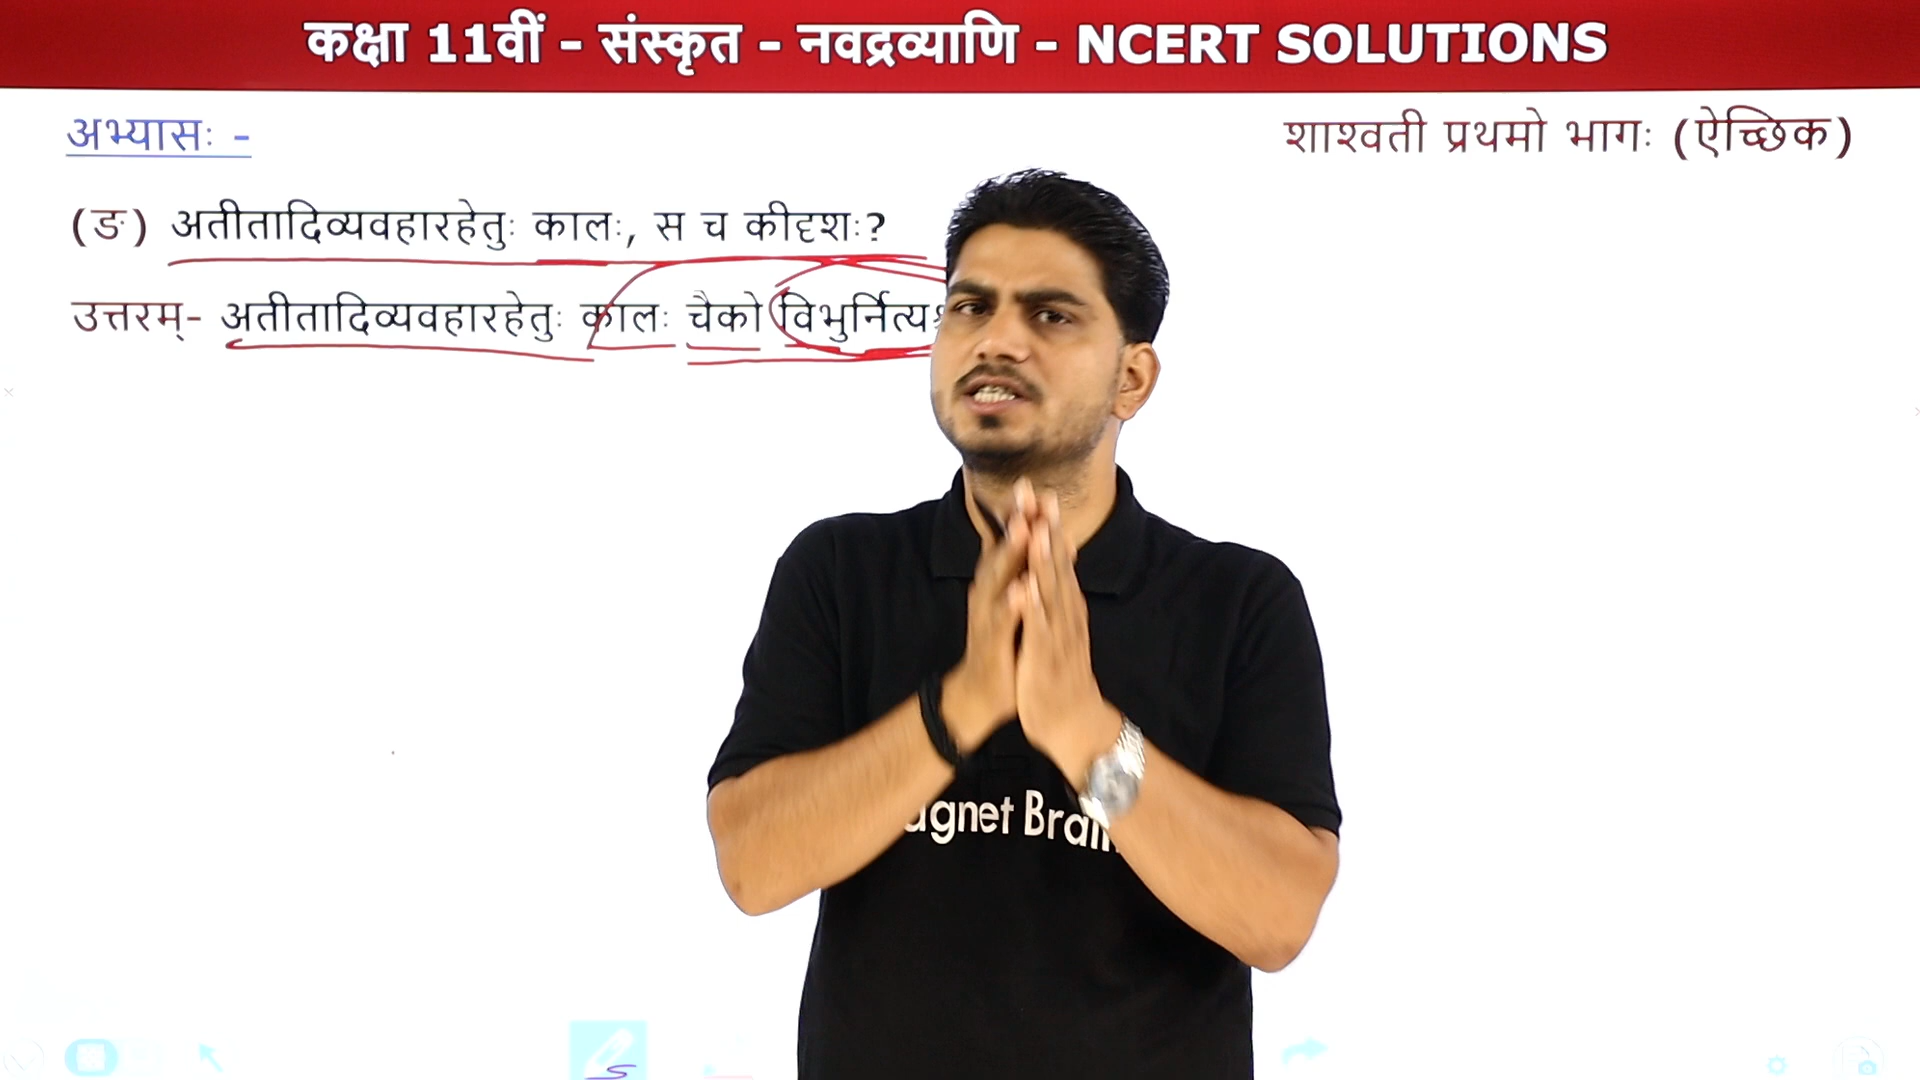 कक्षा 11वीं - संस्कृत - नवद्रव्याणि - NCERT SOLUTIONS
अभ्यासः -
शाश्वती प्रथमो भागः (ऐच्छिक)
(ङ) अतीतादिव्यवहारहेतुः कालः, स च कीदृशः?
उत्तरम्- अतीतादिव्यवहारहेतुः कालः चैको